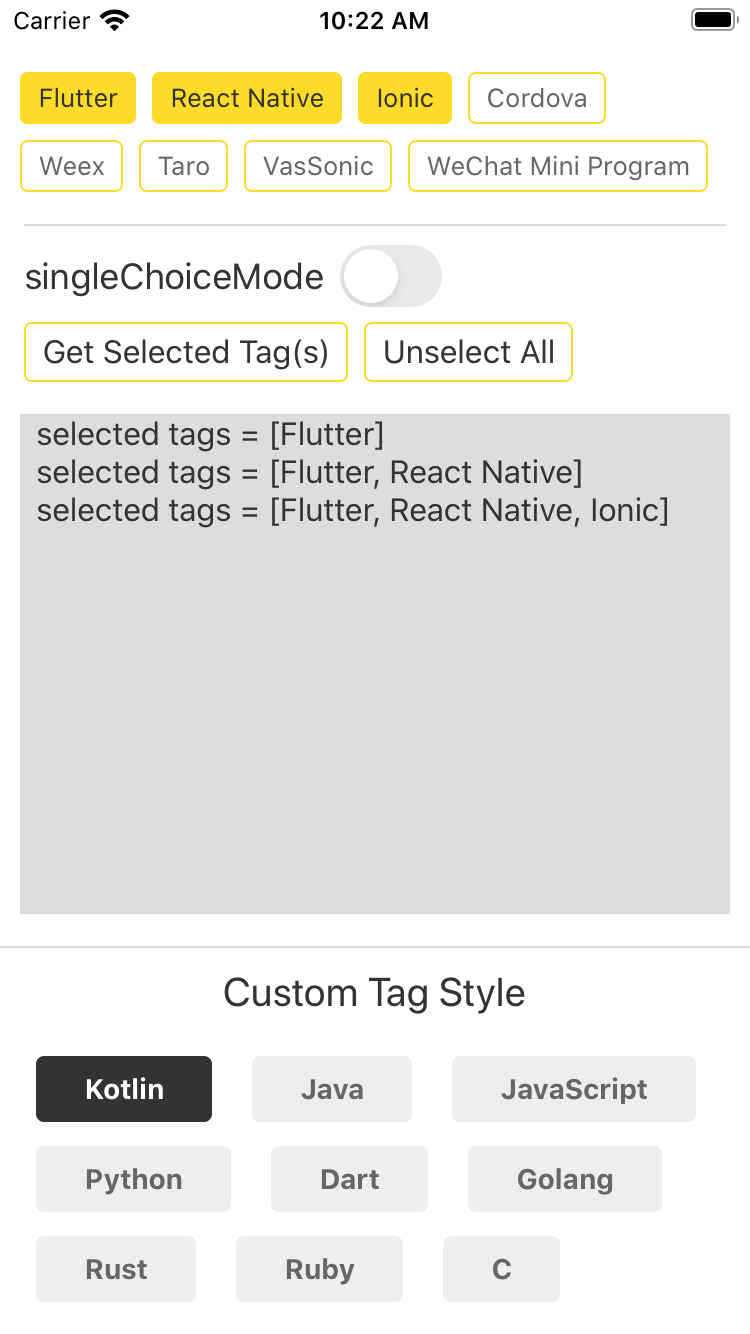 Carrier 10:22 AM
Flutter React Native Ionic Cordova
Weex Taro VasSonic WeChat Mini Program
singleChoiceMode
Get Selected Tag(s) Unselect All
selected tags = [Flutter]
selected tags = [Flutter, React Native]
selected tags = [Flutter, React Native, Ionic]
Custom Tag Style
Kotlin Java JavaScript
Python Dart Golang
Rust Ruby C